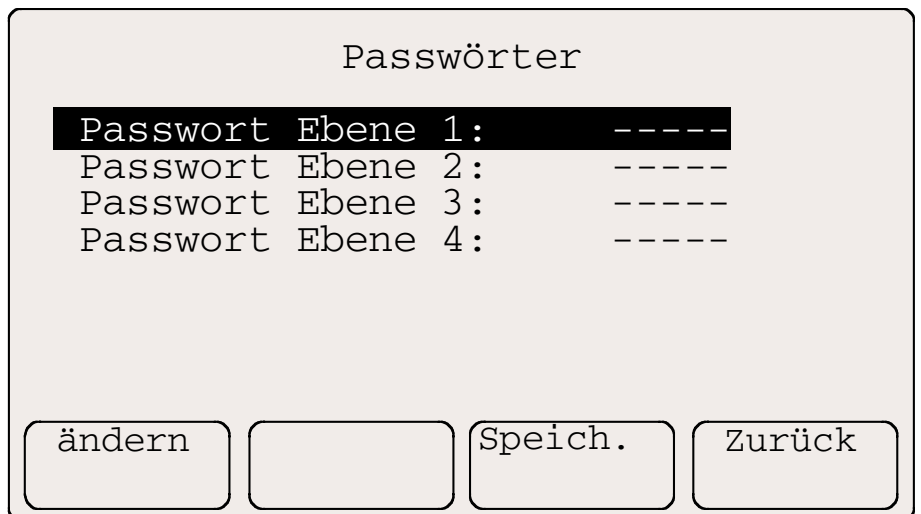 Passwörter
Passwort Ebene 1: -----
Passwort Ebene 2: -----
Passwort Ebene 3: -----
Passwort Ebene 4: -----
ändern Speich. Zurück